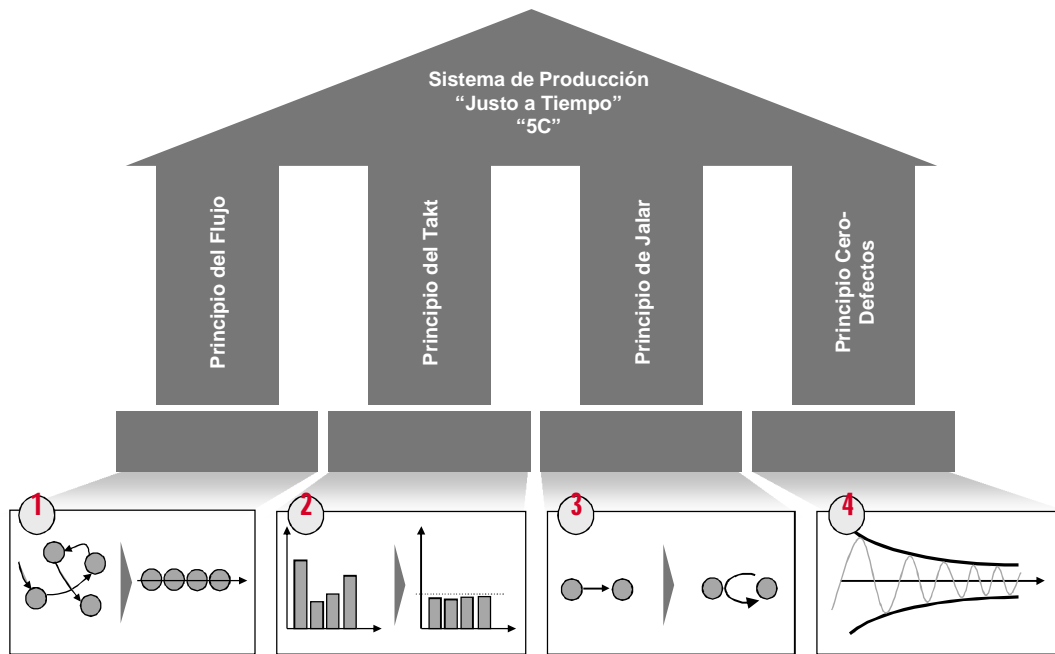 Sistema de Producción
“Justo a Tiempo”
“5C”
Principio del Flujo
Principio del Takt
Principio de Jalar
Principio Cero-
Defectos
1
2
3
4